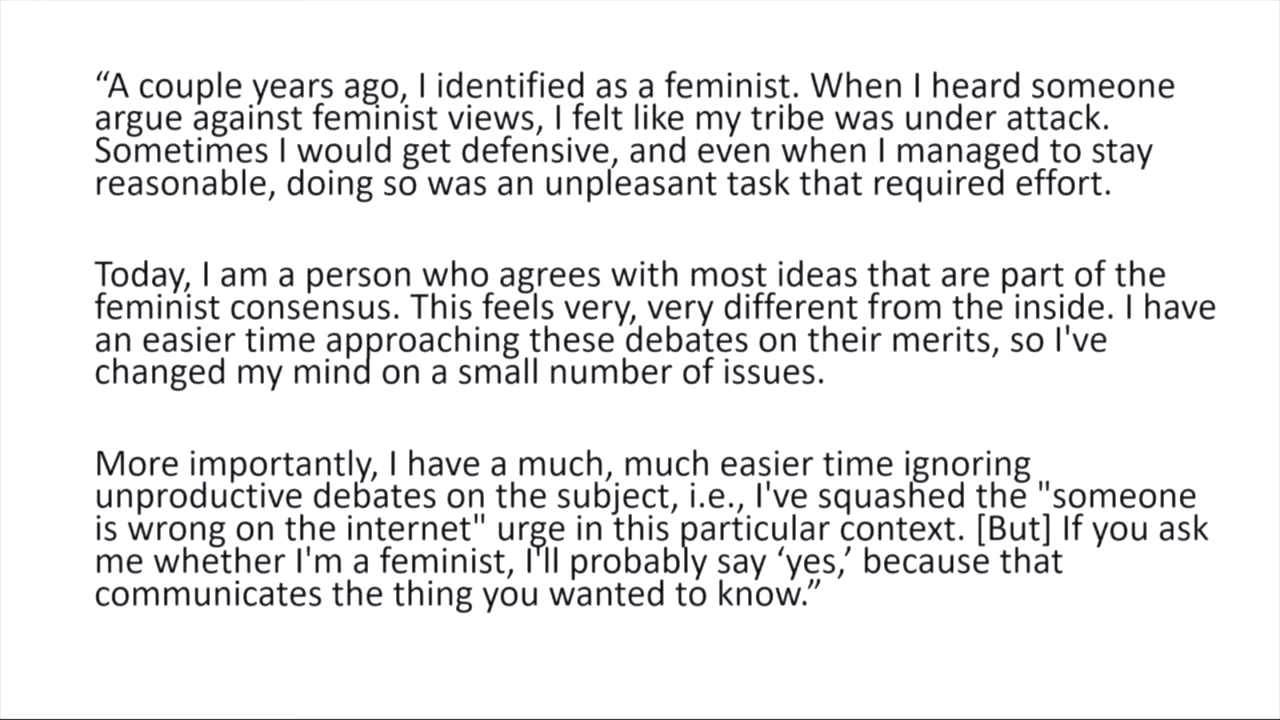 “A couple years ago, I identified as a feminist. When I heard someone
argue against feminist views, I felt like my tribe was under attack.
Sometimes I would get defensive, and even when I managed to stay
reasonable, doing so was an unpleasant task that required effort.
Today, I am a person who agrees with most ideas that are part of the
feminist consensus. This feels very, very different from the inside. I have
an easier time approaching these debates on their merits, so I've
changed my mind on a small number of issues.
More importantly, I have a much, much easier time ignoring
unproductive debates on the subject, i.e., I've squashed the "someone
is wrong on the internet" urge in this particular context. [But] If you ask
me whether I'm a feminist, I'll probably say ‘yes,’ because that
communicates the thing you wanted to know.”